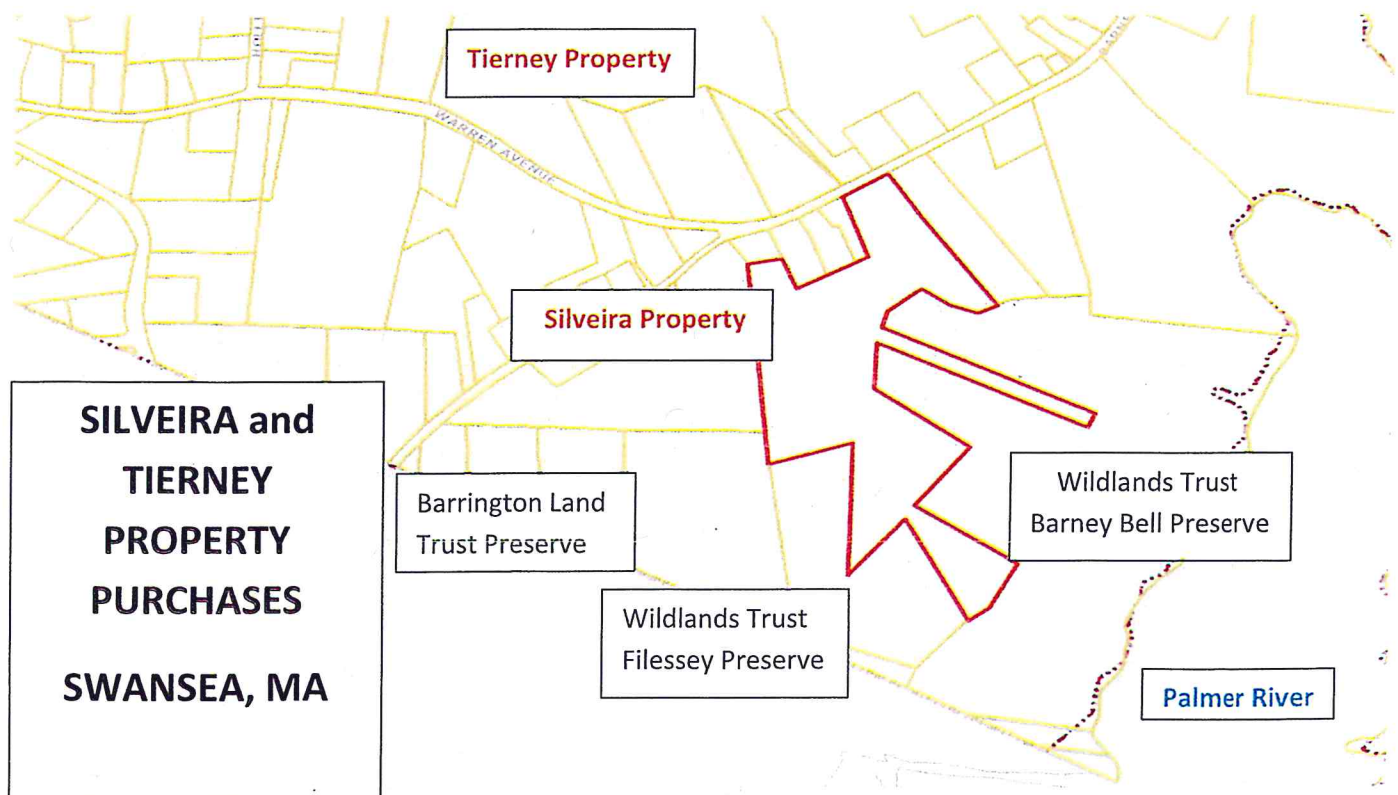 Tierney Property
WARREN AVENUE
Silveira Property
SILVEIRA and
TIERNEY
PROPERTY
PURCHASES
SWANSEA, MA
Barrington Land
Trust Preserve
Wildlands Trust
Barney Bell Preserve
Wildlands Trust
Filessey Preserve
Palmer River